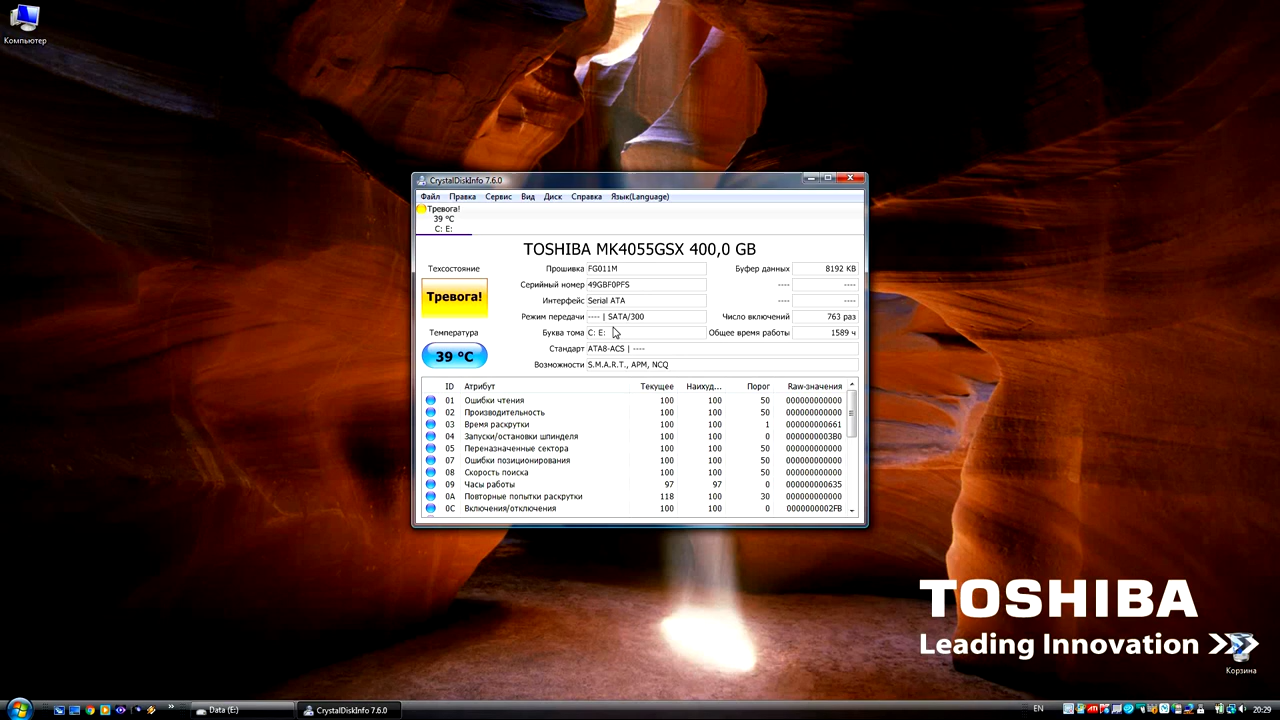 Компьютер
CrystalDiskInfo 7.6.0
Файл Правка Сервис Вид Диск Справка Язык(Language)
Тревога!
39 °C
C: E:
TOSHIBA MK4055GSX 400,0 GB
Техсостояние
Тревога!
Температура
39 °C
Прошивка FG011M Буфер данных 8192 KB
Серийный номер 49GBF0PFS ---- ----
Интерфейс Serial ATA ---- ----
Режим передачи ---- | SATA/300 Число включений 763 раз
Буква тома C: E: Общее время работы 1589 ч
Стандарт ATA8-ACS | ----
Возможности S.M.A.R.T., APM, NCQ
ID Атрибут Текущее Наихуд... Порог Raw-значения
01 Ошибки чтения 100 100 50 000000000000
02 Производительность 100 100 50 000000000000
03 Время раскрутки 100 100 1 000000000661
04 Запуски/остановки шпинделя 100 100 0 0000000003B0
05 Переназначенные сектора 100 100 50 000000000000
07 Ошибки позиционирования 100 100 50 000000000000
08 Скорость поиска 100 100 50 000000000000
09 Часы работы 97 97 0 000000000635
0A Повторные попытки раскрутки 118 100 30 000000000000
0C Включения/отключения 100 100 0 0000000002FB
TOSHIBA
Leading Innovation
Корзина
Data (E:) CrystalDiskInfo 7.6.0 EN 20:29